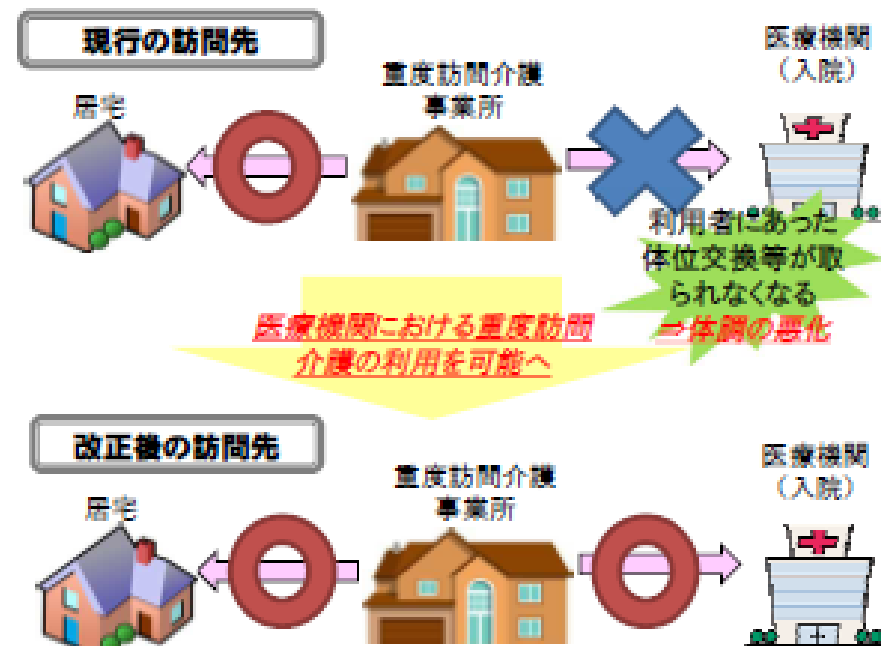 現行の訪問先
居宅
重度訪問介護
事業所
医療機関
（入院）
利用者にあった
体位交換等が取
られなくなる
⇒体調の悪化
医療機関における重度訪問
介護の利用を可能へ
改正後の訪問先
居宅
重度訪問介護
事業所
医療機関
（入院）